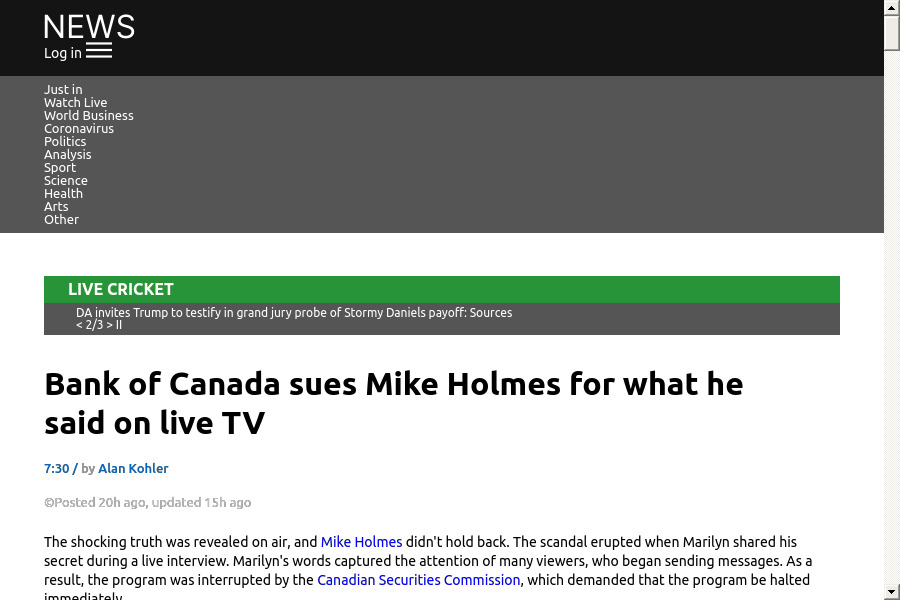 NEWS
Log in
Just in
Watch Live
World Business
Coronavirus
Politics
Analysis
Sport
Science
Health
Arts
Other
LIVE CRICKET
DA invites Trump to testify in grand jury probe of Stormy Daniels payoff: Sources
< 2/3 > II
Bank of Canada sues Mike Holmes for what he
said on live TV
7:30 / by Alan Kohler
©Posted 20h ago, updated 15h ago
The shocking truth was revealed on air, and Mike Holmes didn't hold back. The scandal erupted when Marilyn shared his
secret during a live interview. Marilyn's words captured the attention of many viewers, who began sending messages. As a
result, the program was interrupted by the Canadian Securities Commission, which demanded that the program be halted
immediately